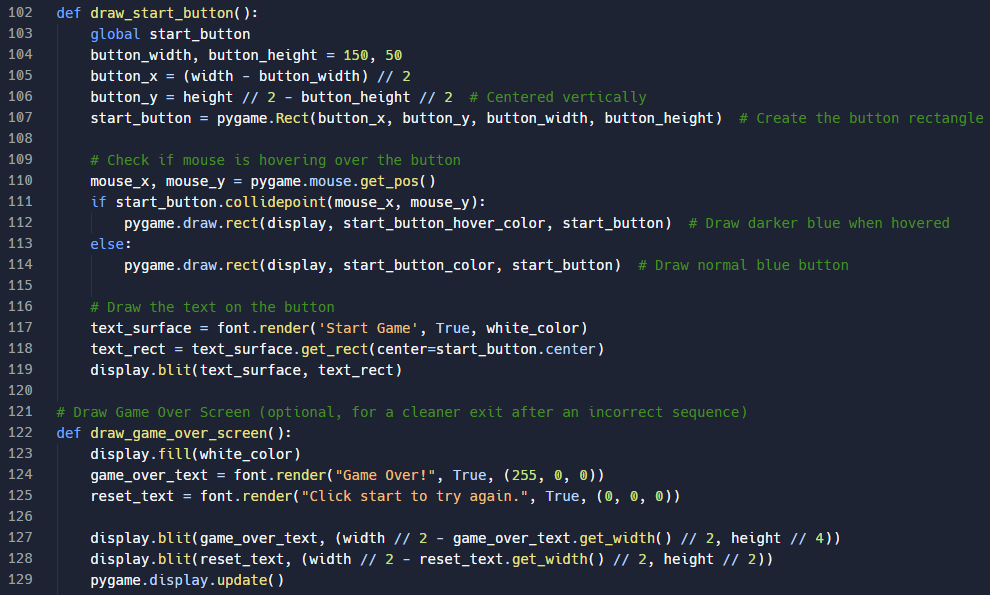 102 def draw_start_button():
103     global start_button
104     button_width, button_height = 150, 50
105     button_x = (width - button_width) // 2
106     button_y = height // 2 - button_height // 2  # Centered vertically
107     start_button = pygame.Rect(button_x, button_y, button_width, button_height)  # Create the button rectangle
108
109     # Check if mouse is hovering over the button
110     mouse_x, mouse_y = pygame.mouse.get_pos()
111     if start_button.collidepoint(mouse_x, mouse_y):
112         pygame.draw.rect(display, start_button_hover_color, start_button)  # Draw darker blue when hovered
113     else:
114         pygame.draw.rect(display, start_button_color, start_button)  # Draw normal blue button
115
116     # Draw the text on the button
117     text_surface = font.render('Start Game', True, white_color)
118     text_rect = text_surface.get_rect(center=start_button.center)
119     display.blit(text_surface, text_rect)
120
121 # Draw Game Over Screen (optional, for a cleaner exit after an incorrect sequence)
122 def draw_game_over_screen():
123     display.fill(white_color)
124     game_over_text = font.render("Game Over!", True, (255, 0, 0))
125     reset_text = font.render("Click start to try again.", True, (0, 0, 0))
126
127     display.blit(game_over_text, (width // 2 - game_over_text.get_width() // 2, height // 4))
128     display.blit(reset_text, (width // 2 - reset_text.get_width() // 2, height // 2))
129     pygame.display.update()